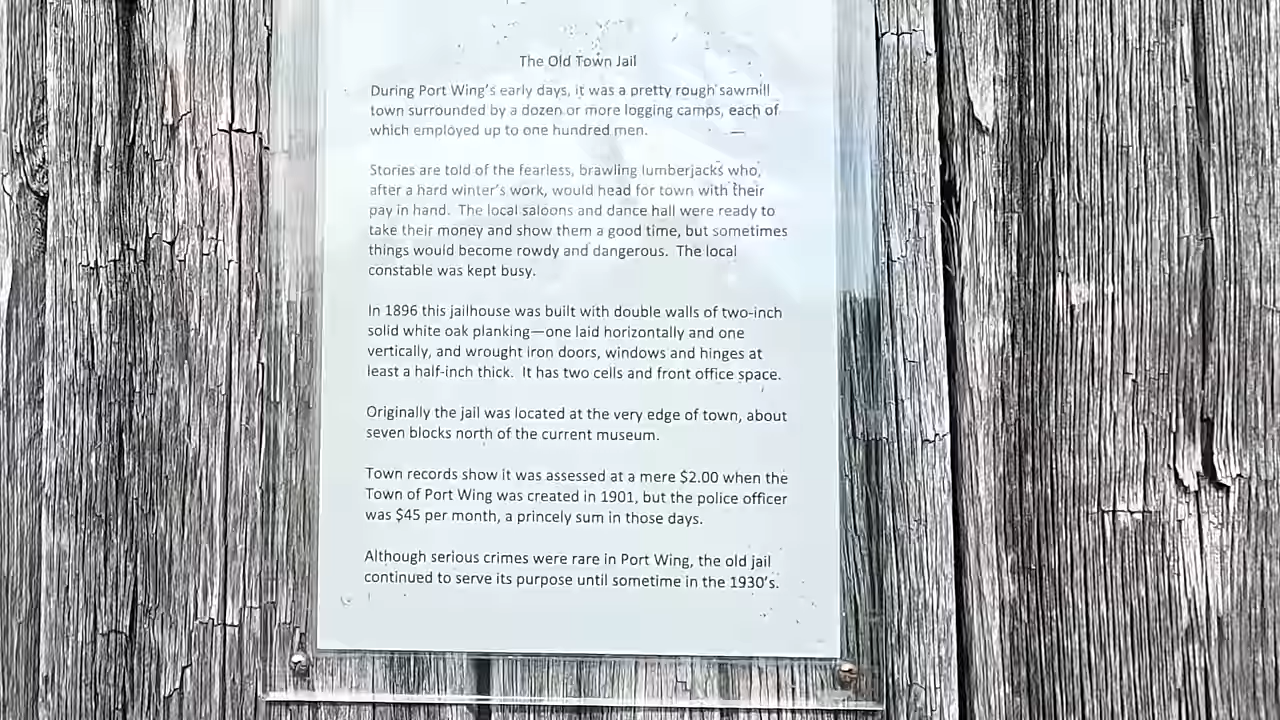 The Old Town Jail
During Port Wing's early days, it was a pretty rough sawmill
town surrounded by a dozen or more logging camps, each of
which employed up to one hundred men.
Stories are told of the fearless, brawling lumberjacks who,
after a hard winter's work, would head for town with their
pay in hand.  The local saloons and dance hall were ready to
take their money and show them a good time, but sometimes
things would become rowdy and dangerous.  The local
constable was kept busy.
In 1896 this jailhouse was built with double walls of two-inch
solid white oak planking—one laid horizontally and one
vertically, and wrought iron doors, windows and hinges at
least a half-inch thick.  It has two cells and front office space.
Originally the jail was located at the very edge of town, about
seven blocks north of the current museum.
Town records show it was assessed at a mere $2.00 when the
Town of Port Wing was created in 1901, but the police officer
was $45 per month, a princely sum in those days.
Although serious crimes were rare in Port Wing, the old jail
continued to serve its purpose until sometime in the 1930's.